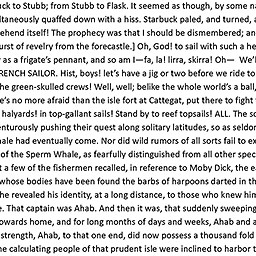 uck to Stubb; from Stubb to Flask. It seemed as though, by some na
ultaneously quaffed down with a hiss. Starbuck paled, and turned, a
ehend itself! The prophecy was that I should be dismembered; an
urst of revelry from the forecastle.] Oh, God! to sail with such a he
as a frigate's pennant, and so am I—fa, la! lirra, skirra! Oh— We'l
RENCH SAILOR. Hist, boys! let's have a jig or two before we ride to
he green-skulled crews! Well, well; belike the whole world's a ball,
e's no more afraid than the isle fort at Cattegat, put there to fight
halyards! in top-gallant sails! Stand by to reef topsails! ALL. The sq
enturously pushing their quest along solitary latitudes, so as seldom
ale had eventually come. Nor did wild rumors of all sorts fail to ex
of the Sperm Whale, as fearfully distinguished from all other spec
t a few of the fishermen recalled, in reference to Moby Dick, the ea
whose bodies have been found the barbs of harpoons darted in th
he revealed his identity, at a long distance, to those who knew him
e. That captain was Ahab. And then it was, that suddenly sweeping
owards home, and for long months of days and weeks, Ahab and a
strength, Ahab, to that one end, did now possess a thousand fold
he calculating people of that prudent isle were inclined to harbor t